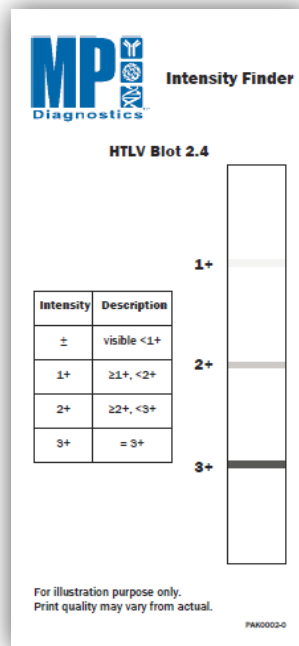 MP
Diagnostics
Intensity Finder
HTLV Blot 2.4
1+
2+
3+
Intensity Description
± visible <1+
1+ ≥1+, <2+
2+ ≥2+, <3+
3+ = 3+
For illustration purpose only.
Print quality may vary from actual.
PAK0002-0